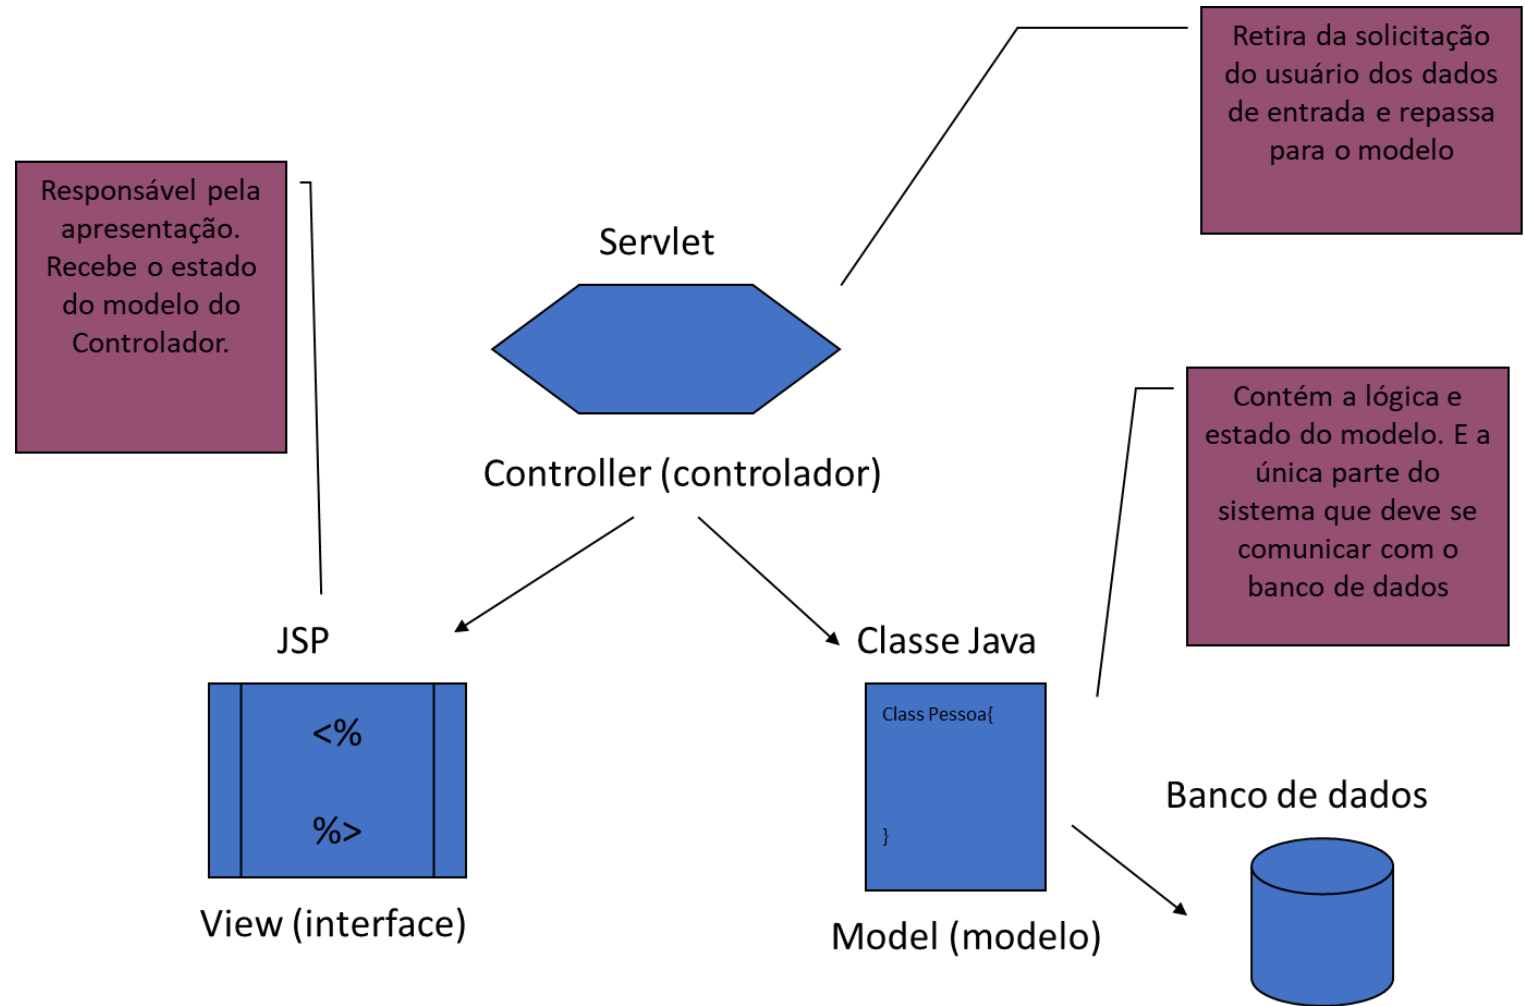 Retira da solicitação
do usuário dos dados
de entrada e repassa
para o modelo
Responsável pela
apresentação.
Recebe o estado
do modelo do
Controlador.
Servlet
Controller (controlador)
Contém a lógica e
estado do modelo. E a
única parte do
sistema que deve se
comunicar com o
banco de dados
JSP
<%
%>
View (interface)
Classe Java
Class Pessoa{
}
Model (modelo)
Banco de dados